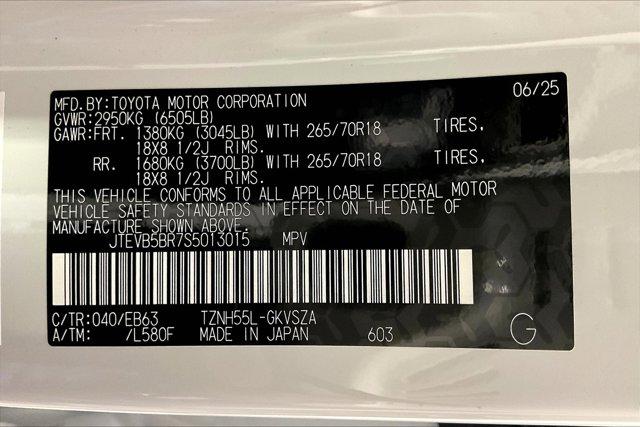 MFD.BY:TOYOTA MOTOR CORPORATION 06/25
GVWR:2950KG (6505LB)
GAWR:FRT. 1380KG (3045LB) WITH 265/70R18 TIRES,
18X8 1/2J RIMS.
RR. 1680KG (3700LB) WITH 265/70R18 TIRES,
18X8 1/2J RIMS.
THIS VEHICLE CONFORMS TO ALL APPLICABLE FEDERAL MOTOR
VEHICLE SAFETY STANDARDS IN EFFECT ON THE DATE OF
MANUFACTURE SHOWN ABOVE.
JTEVB5BR7S5013015 MPV
C/TR:040/EB63 TZNH55L-GKVSZA
A/TM: /L580F MADE IN JAPAN 603 G